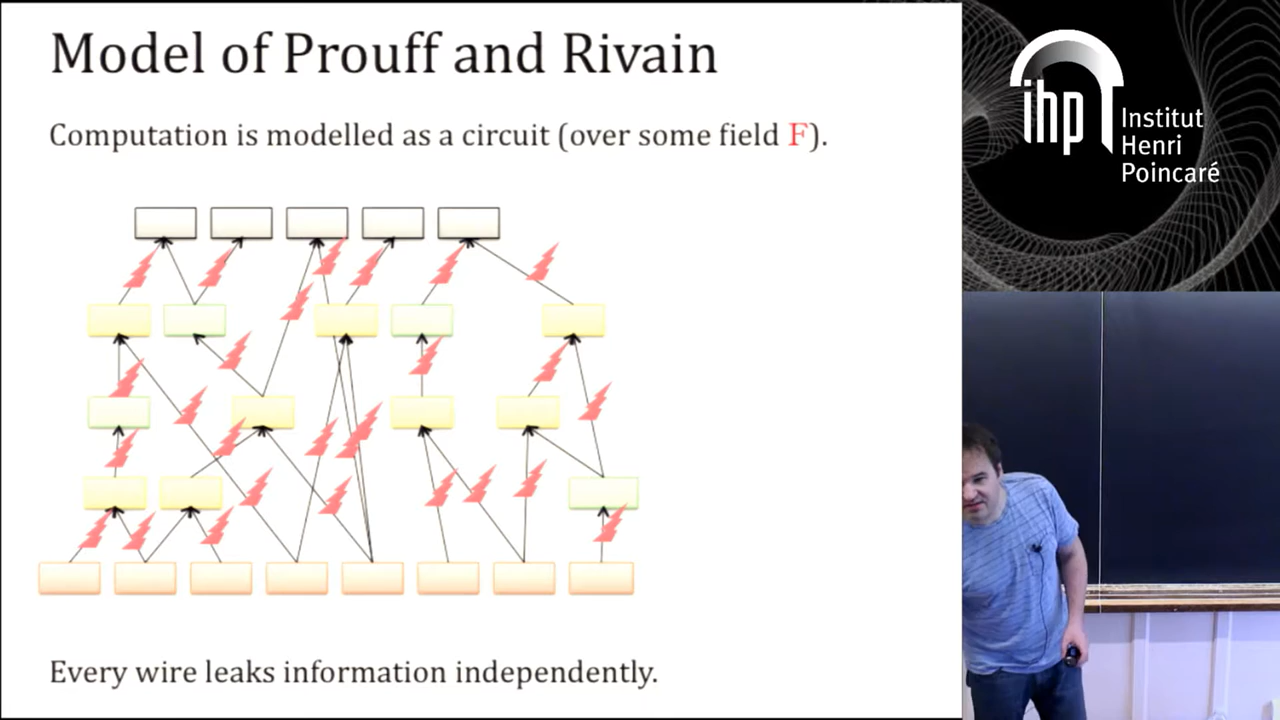 Model of Prouff and Rivain
Computation is modelled as a circuit (over some field F).
Every wire leaks information independently.
ihp
Institut
Henri
Poincaré